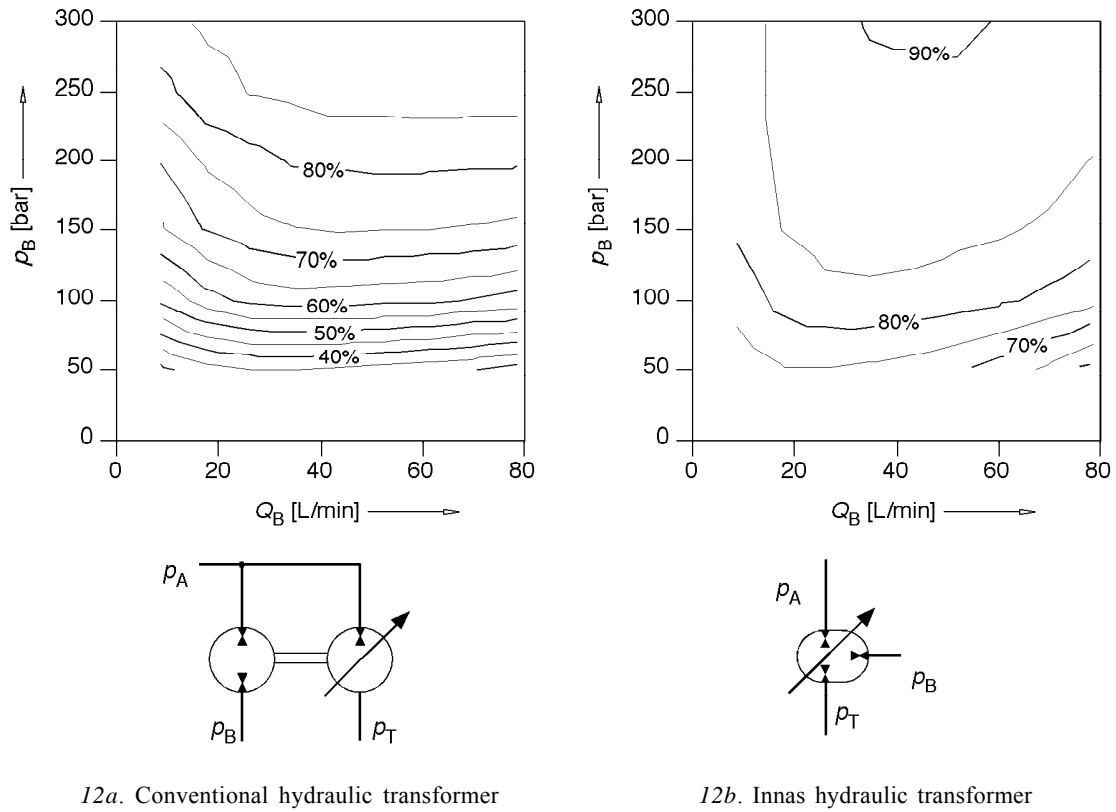 300
250
200
150
100
50
0
p_B [bar]
80%
70%
60%
50%
40%
0 20 40 60 80
Q_B [L/min]
p_A
p_B
p_T
12a. Conventional hydraulic transformer
300
250
200
150
100
50
0
p_B [bar]
90%
80%
70%
0 20 40 60 80
Q_B [L/min]
p_A
p_B
p_T
12b. Innas hydraulic transformer